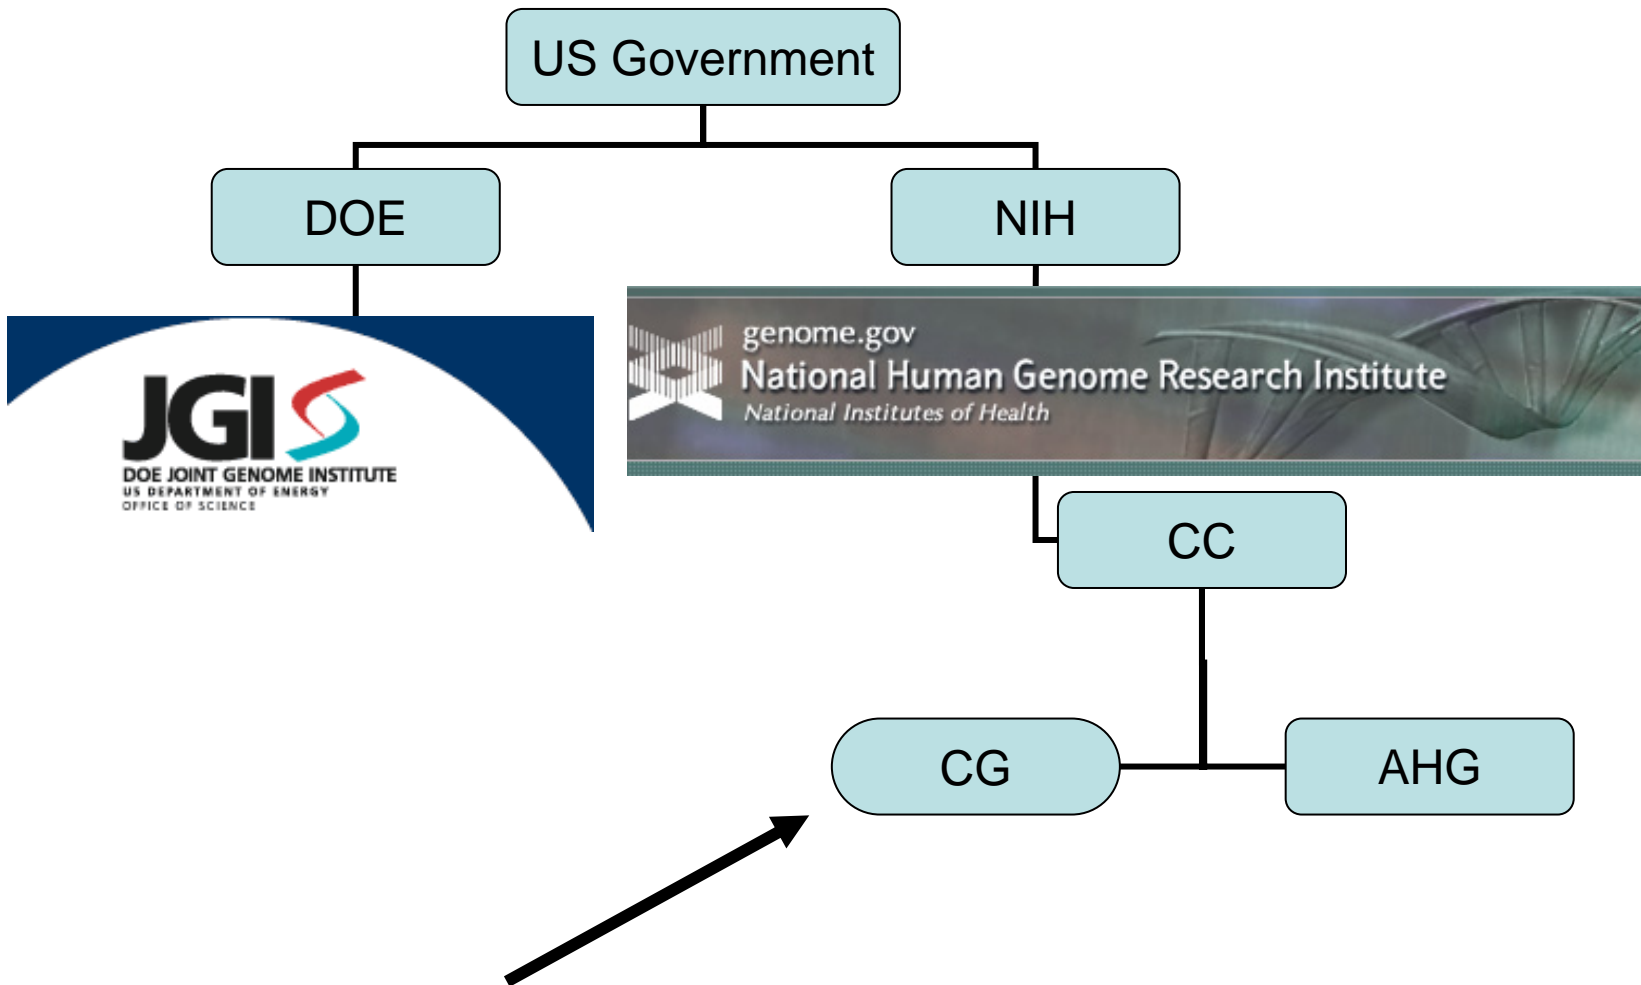 US Government
DOE
NIH
JGI
DOE JOINT GENOME INSTITUTE
US DEPARTMENT OF ENERGY
OFFICE OF SCIENCE
genome.gov
National Human Genome Research Institute
National Institutes of Health
CC
CG
AHG